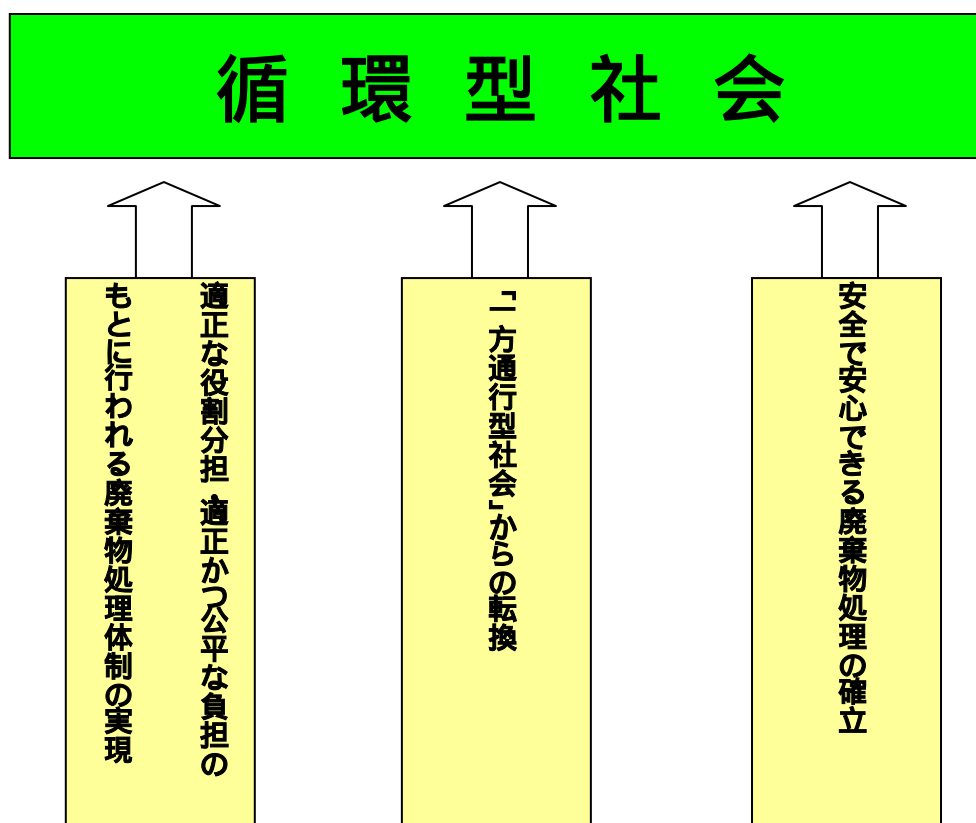 循環型社会
安全で安心できる廃棄物処理の確立
「一方通行型社会」からの転換
適正な役割分担・適正かつ公平な負担の
もとに行われる廃棄物処理体制の実現